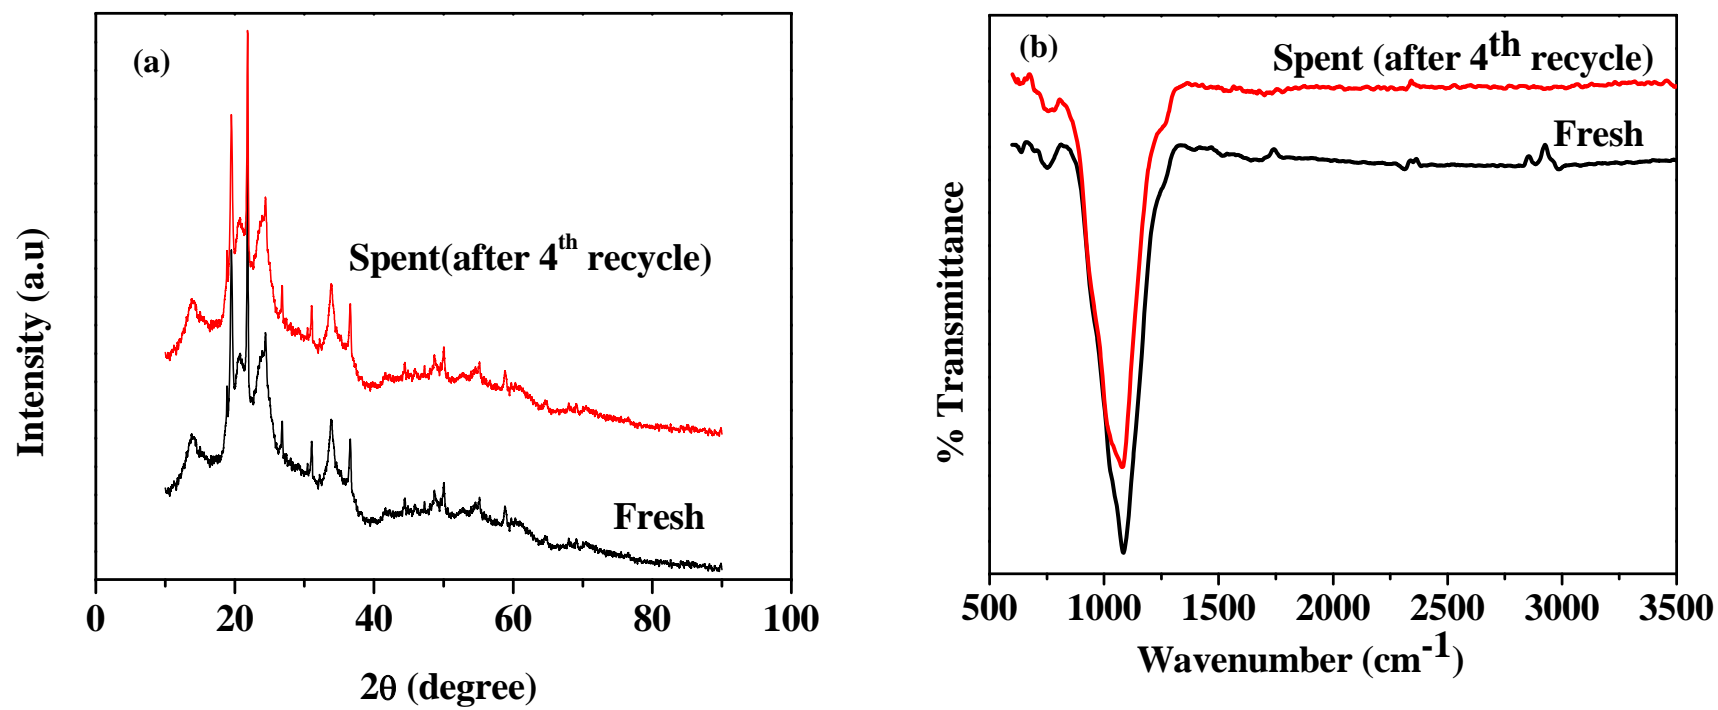 (a)
Spent(after 4th recycle)
Fresh
Intensity (a.u)
0 20 40 60 80 100
2θ (degree)
(b)
Spent (after 4th recycle)
Fresh
% Transmittance
500 1000 1500 2000 2500 3000 3500
Wavenumber (cm-1)